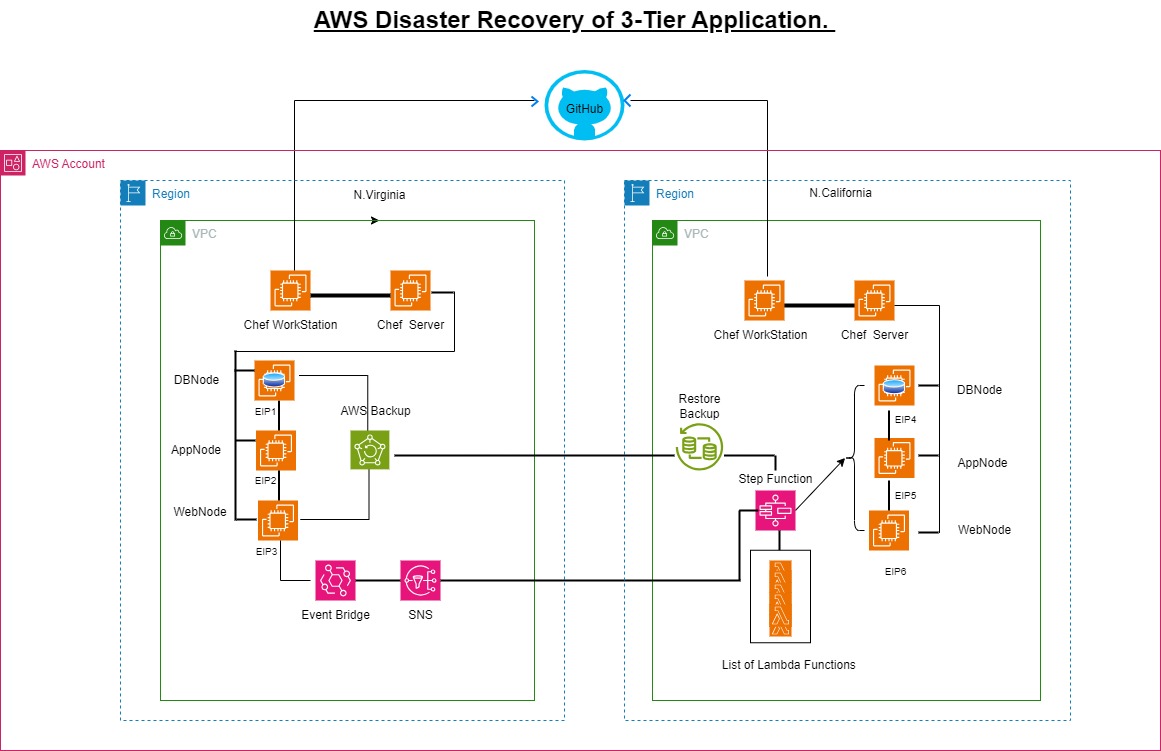 AWS Disaster Recovery of 3-Tier Application.
GitHub
AWS Account
Region
N.Virginia
VPC
Chef WorkStation
Chef Server
DBNode
EIP1
AWS Backup
AppNode
EIP2
WebNode
EIP3
Event Bridge
SNS
Region
N.California
VPC
Chef WorkStation
Chef Server
Restore
Backup
Step Function
DBNode
EIP4
AppNode
EIP5
WebNode
EIP6
List of Lambda Functions